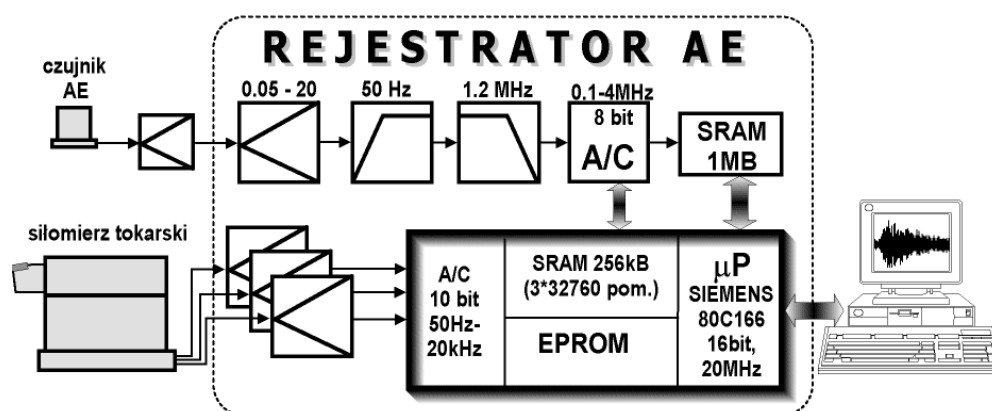 REJESTRATOR AE
czujnik
AE
0.05 - 20
50 Hz
1.2 MHz
0.1-4MHz
8 bit
A/C
SRAM
1MB
siłomierz tokarski
A/C
10 bit
50Hz-
20kHz
SRAM 256kB
(3*32760 pom.)
EPROM
μP
SIEMENS
80C166
16bit,
20MHz